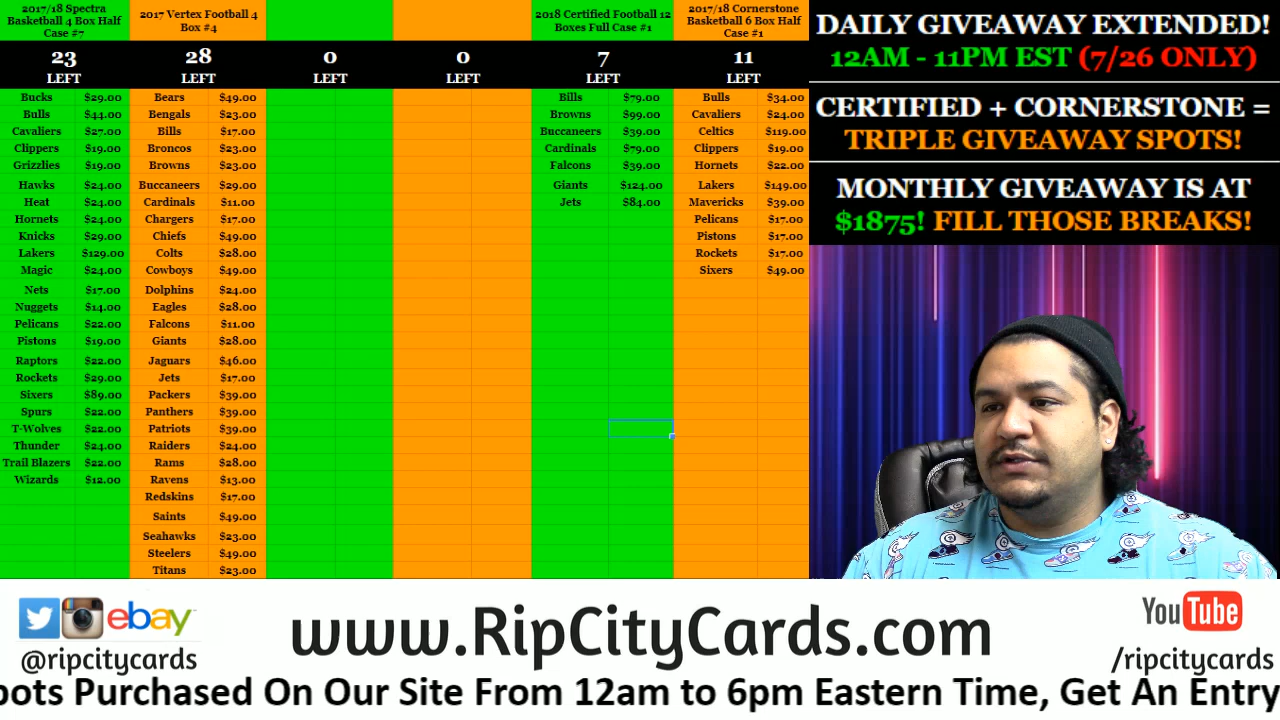 2017/18 Spectra
Basketball 4 Box Half
Case #7
23
LEFT
Bucks $29.00
Bulls $44.00
Cavaliers $27.00
Clippers $19.00
Grizzlies $19.00
Hawks $24.00
Heat $24.00
Hornets $24.00
Knicks $29.00
Lakers $129.00
Magic $24.00
Nets $17.00
Nuggets $14.00
Pelicans $22.00
Pistons $19.00
Raptors $22.00
Rockets $29.00
Sixers $89.00
Spurs $22.00
T-Wolves $22.00
Thunder $24.00
Trail Blazers $22.00
Wizards $12.00
2017 Vertex Football 4
Box #4
28
LEFT
Bears $49.00
Bengals $23.00
Bills $17.00
Broncos $23.00
Browns $23.00
Buccaneers $29.00
Cardinals $11.00
Chargers $17.00
Chiefs $49.00
Colts $28.00
Cowboys $49.00
Dolphins $24.00
Eagles $28.00
Falcons $11.00
Giants $28.00
Jaguars $46.00
Jets $17.00
Packers $39.00
Panthers $39.00
Patriots $39.00
Raiders $24.00
Rams $28.00
Ravens $13.00
Redskins $17.00
Saints $49.00
Seahawks $23.00
Steelers $49.00
Titans $23.00
0
LEFT
0
LEFT
2018 Certified Football 12
Boxes Full Case #1
7
LEFT
Bills $79.00
Browns $99.00
Buccaneers $39.00
Cardinals $79.00
Falcons $39.00
Giants $124.00
Jets $84.00
2017/18 Cornerstone
Basketball 6 Box Half
Case #1
11
LEFT
Bulls $34.00
Cavaliers $24.00
Celtics $119.00
Clippers $19.00
Hornets $22.00
Lakers $149.00
Mavericks $39.00
Pelicans $17.00
Pistons $17.00
Rockets $17.00
Sixers $49.00
DAILY GIVEAWAY EXTENDED!
12AM - 11PM EST (7/26 ONLY)
CERTIFIED + CORNERSTONE =
TRIPLE GIVEAWAY SPOTS!
MONTHLY GIVEAWAY IS AT
$1875! FILL THOSE BREAKS!
ebay
@ripcitycards
www.RipCityCards.com
YouTube
/ripcitycards
pots Purchased On Our Site From 12am to 6pm Eastern Time, Get An Entry